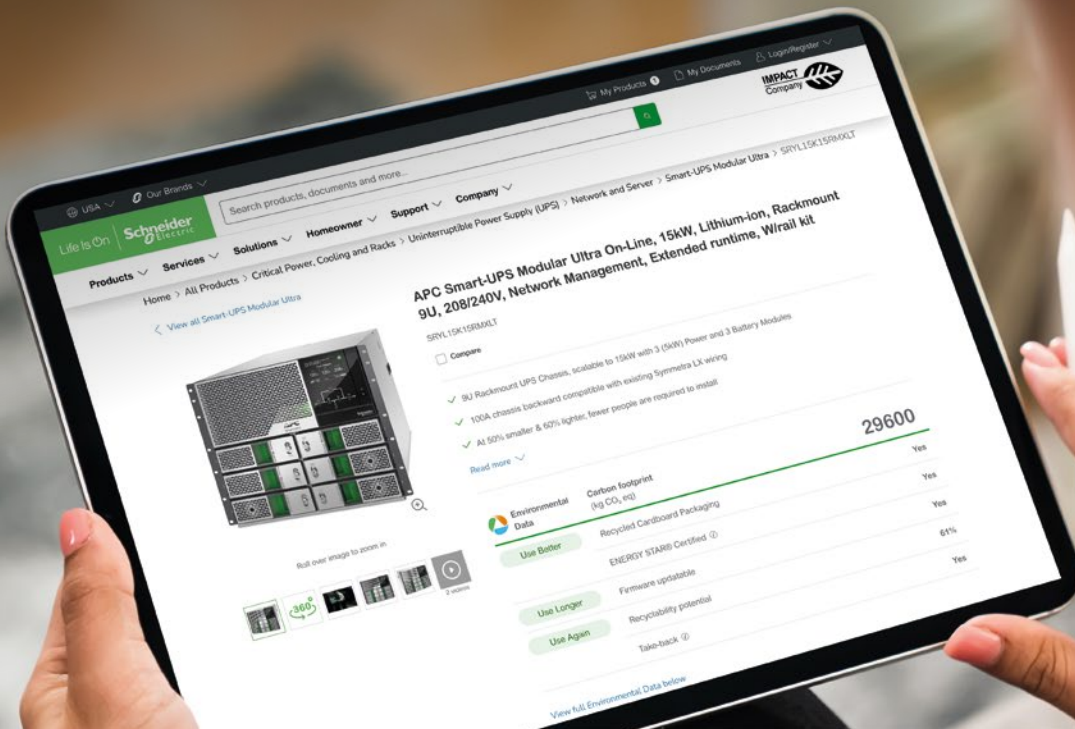 USA
Our Brands
My Products 1
My Documents
Login/Register
Life Is On | Schneider Electric
Search products, documents and more...
IMPACT
Company
Products
Services
Solutions
Homeowner
Support
Company
Home > All Products > Critical Power, Cooling and Racks > Uninterruptible Power Supply (UPS) > Network and Server > Smart-UPS Modular Ultra > SRYL15K15RMXLT
View all Smart-UPS Modular Ultra
APC Smart-UPS Modular Ultra On-Line, 15kW, Lithium-ion, Rackmount
9U, 208/240V, Network Management, Extended runtime, W/rail kit
SRYL15K15RMXLT
Compare
9U Rackmount UPS Chassis, scalable to 15kW with 3 (5kW) Power and 3 Battery Modules
100A chassis backward compatible with existing Symmetra LX wiring
At 50% smaller & 60% lighter, fewer people are required to install
Read more
Roll over image to zoom in
360°
2 videos
Environmental
Data
Carbon footprint
(kg CO₂ eq)
29600
Use Better
Recycled Cardboard Packaging
Yes
ENERGY STAR® Certified
Yes
Use Longer
Firmware updatable
Yes
Use Again
Recyclability potential
61%
Take-back
Yes
View full Environmental Data below